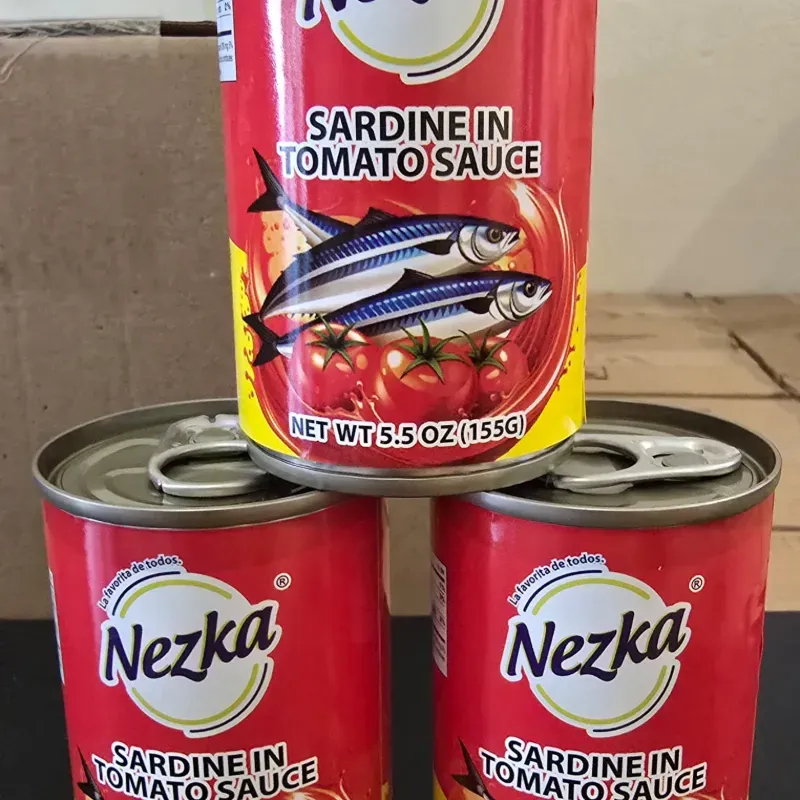 Nezka
SARDINE IN
TOMATO SAUCE
NET WT 5.5 OZ (155G)
La favorita de todos.
Nezka®
SARDINE IN
TOMATO SAUCE
La favorita de todos.
Nezka®
SARDINE IN
TOMATO SAUCE